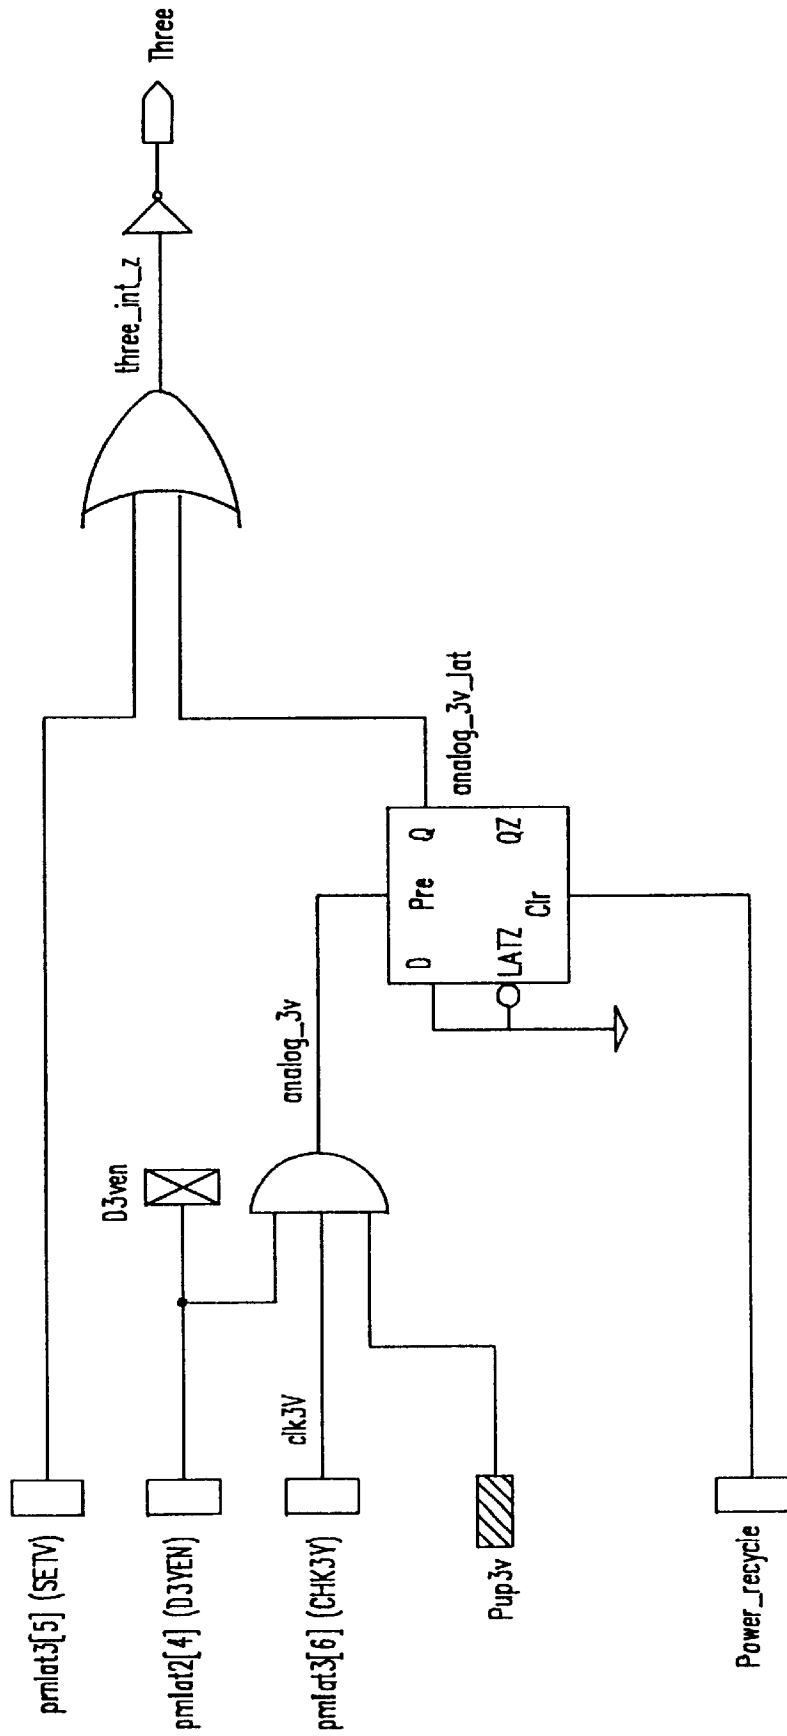 pmlat3[5] (SETV)
pmlat2[4] (D3VEN)
pmlat3[6] (CHK3V)
Pup3v
Power_recycle
clk3V
D3ven
analog_3v
D
Pre
Q
LATZ
Clr
QZ
analog_3v_lat
three_int_z
Three